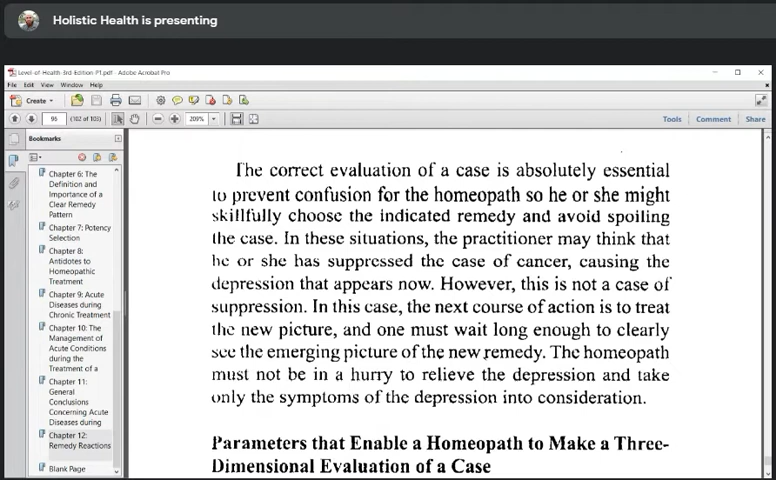 Holistic Health is presenting
Level-of-Health-3rd-Edition-P1.pdf - Adobe Acrobat Pro
File Edit View Window Help
Create
96 (102 of 103) 209% Tools Comment Share
Bookmarks
Chapter 6: The
Definition and
Importance of a
Clear Remedy
Pattern
Chapter 7: Potency
Selection
Chapter 8:
Antidotes to
Homeopathic
Treatment
Chapter 9: Acute
Diseases during
Chronic Treatment
Chapter 10: The
Management of
Acute Conditions
during the
Treatment of a
Chapter 11:
General
Conclusions
Concerning Acute
Diseases during
Chapter 12:
Remedy Reactions
Blank Page
The correct evaluation of a case is absolutely essential
to prevent confusion for the homeopath so he or she might
skillfully choose the indicated remedy and avoid spoiling
the case. In these situations, the practitioner may think that
he or she has suppressed the case of cancer, causing the
depression that appears now. However, this is not a case of
suppression. In this case, the next course of action is to treat
the new picture, and one must wait long enough to clearly
see the emerging picture of the new remedy. The homeopath
must not be in a hurry to relieve the depression and take
only the symptoms of the depression into consideration.
Parameters that Enable a Homeopath to Make a Three-
Dimensional Evaluation of a Case